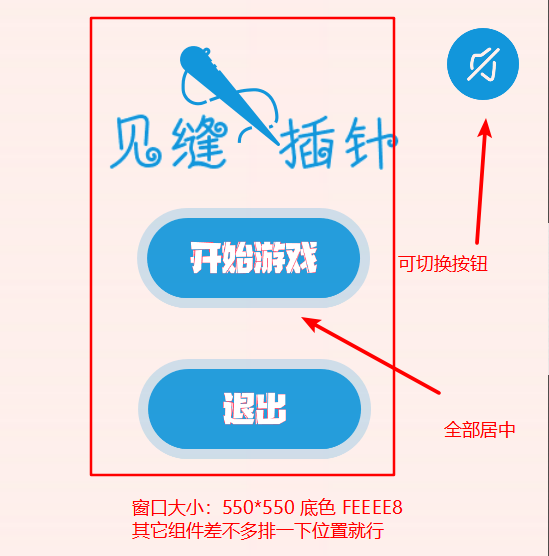 见缝插针
开始游戏
可切换按钮
退出
全部居中
窗口大小：550*550 底色 FEEEE8
其它组件差不多排一下位置就行